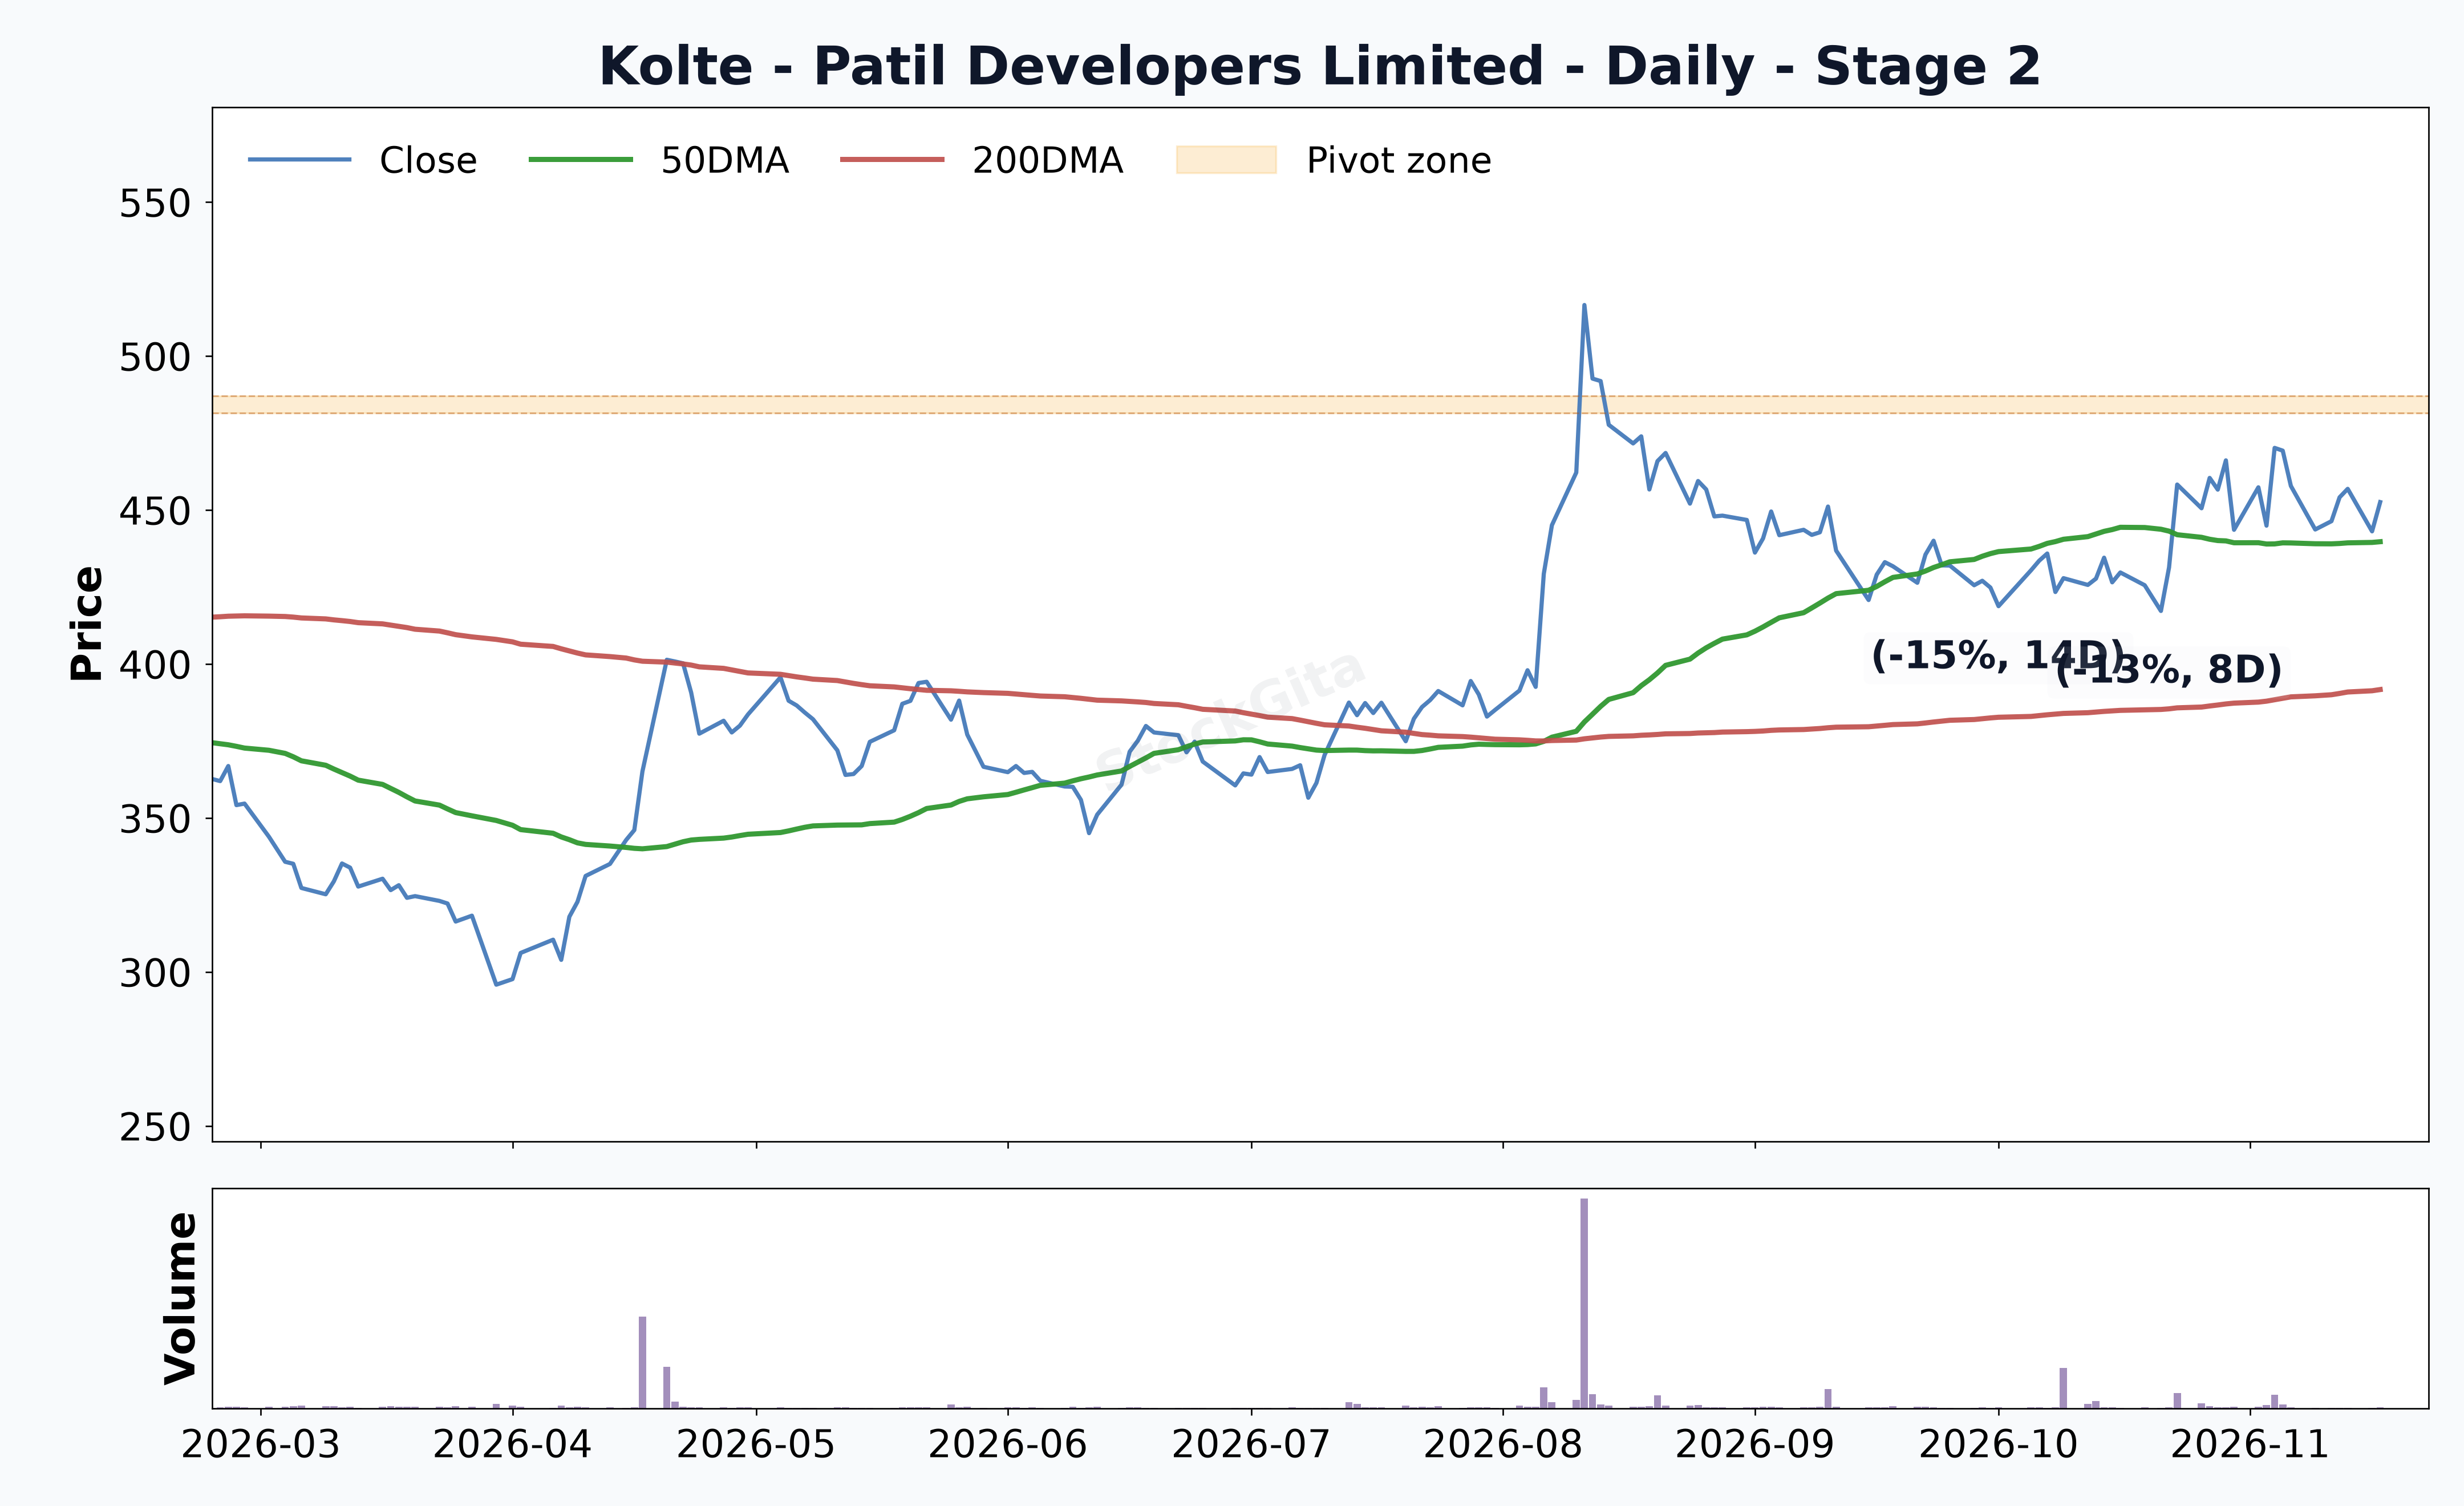 Kolte - Patil Developers Limited - Daily - Stage 2
Close 50DMA 200DMA Pivot zone
550
500
450
400
350
300
250
Price
StockGita
(-15%, 14D)
(-13%, 8D)
Volume
2026-03 2026-04 2026-05 2026-06 2026-07 2026-08 2026-09 2026-10 2026-11